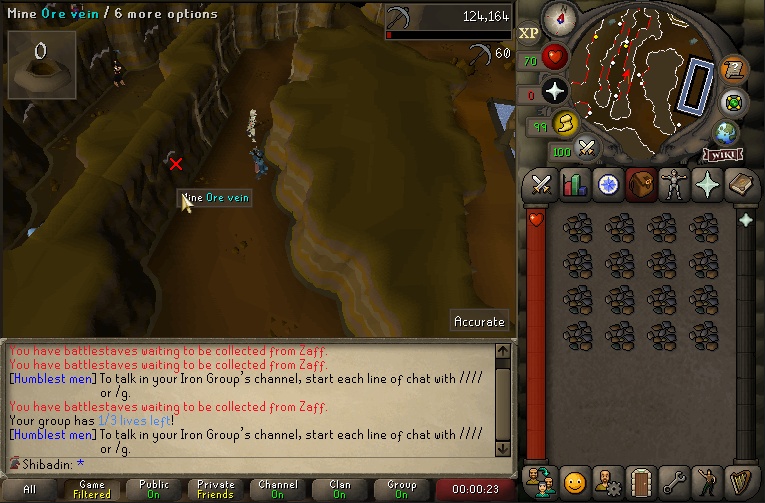 Mine Ore vein / 6 more options
0
124,164
60
XP
70
0
99
100
WIKI
Mine Ore vein
Accurate
You have battlestaves waiting to be collected from Zaff.
You have battlestaves waiting to be collected from Zaff.
[Humblest men] To talk in your Iron Group's channel, start each line of chat with ////
or /g.
You have battlestaves waiting to be collected from Zaff.
Your group has 1/3 lives left!
[Humblest men] To talk in your Iron Group's channel, start each line of chat with ////
or /g.
Shibadin: *
All
Game
Filtered
Public
On
Private
Friends
Channel
On
Clan
On
Group
On
00:00:23